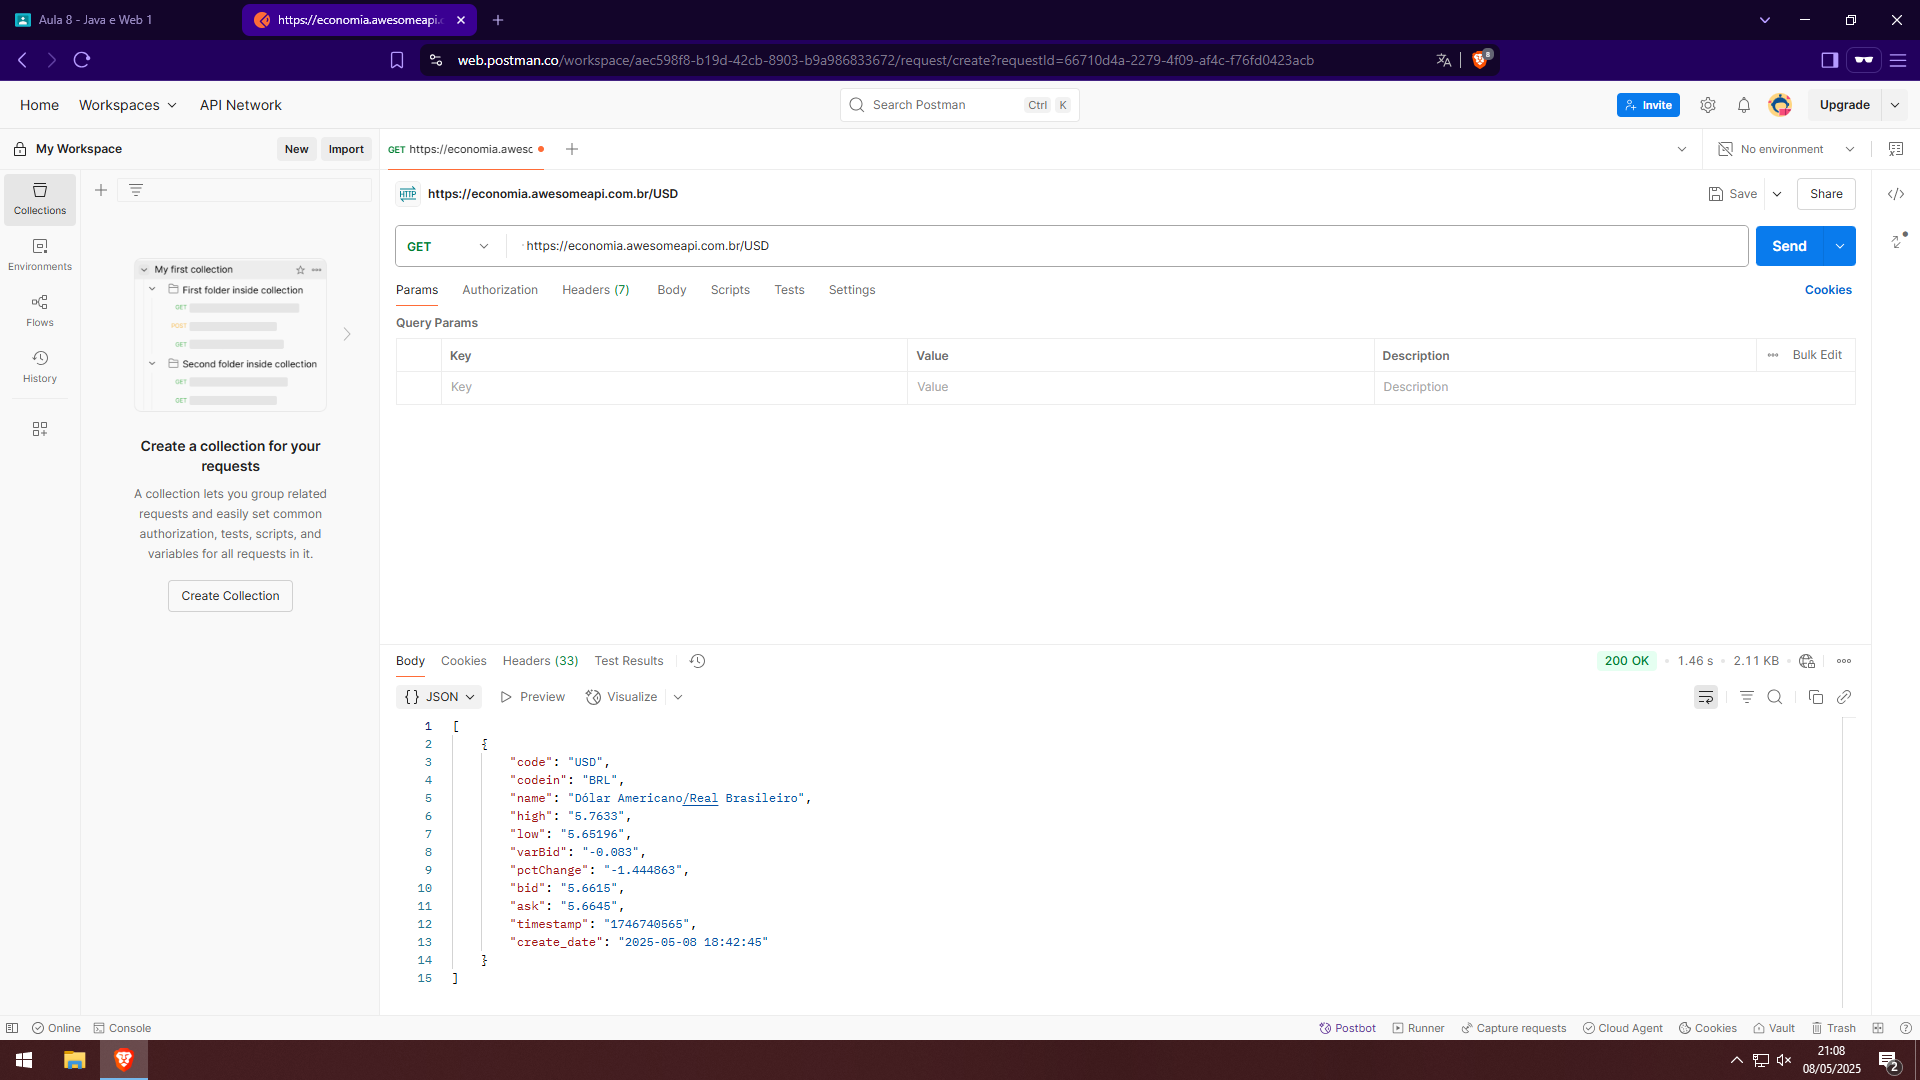 Aula 8 - Java e Web 1
https://economia.awesomeapi.c
web.postman.co/workspace/aec598f8-b19d-42cb-8903-b9a986833672/request/create?requestId=66710d4a-2279-4f09-af4c-f76fd0423acb
8
Home
Workspaces
API Network
Search Postman
Ctrl
K
Invite
Upgrade
My Workspace
New
Import
GET https://economia.awesc
No environment
Collections
Environments
Flows
History
My first collection
First folder inside collection
GET
POST
GET
Second folder inside collection
GET
GET
Create a collection for your
requests
A collection lets you group related
requests and easily set common
authorization, tests, scripts, and
variables for all requests in it.
Create Collection
HTTP
https://economia.awesomeapi.com.br/USD
Save
Share
GET
https://economia.awesomeapi.com.br/USD
Send
Params
Authorization
Headers (7)
Body
Scripts
Tests
Settings
Cookies
Query Params
Key
Value
Description
Bulk Edit
Key
Value
Description
Body
Cookies
Headers (33)
Test Results
200 OK
1.46 s
2.11 KB
{} JSON
Preview
Visualize
1 [
2 {
3 "code": "USD",
4 "codein": "BRL",
5 "name": "Dólar Americano/Real Brasileiro",
6 "high": "5.7633",
7 "low": "5.65196",
8 "varBid": "-0.083",
9 "pctChange": "-1.444863",
10 "bid": "5.6615",
11 "ask": "5.6645",
12 "timestamp": "1746740565",
13 "create_date": "2025-05-08 18:42:45"
14 }
15 ]
Online
Console
Postbot
Runner
Capture requests
Cloud Agent
Cookies
Vault
Trash
21:08
08/05/2025
2